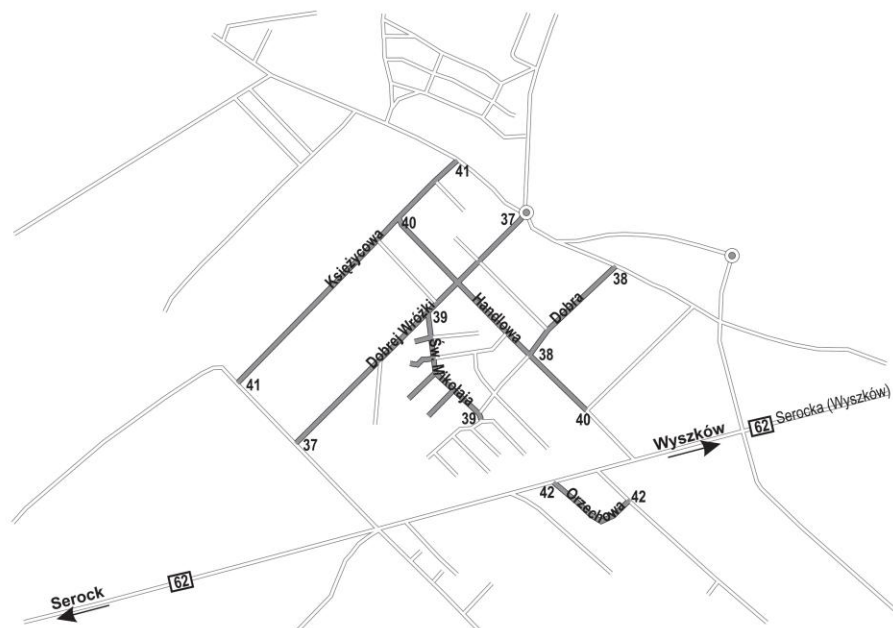 41
37
40
Księżycowa
38
Dobra
39
Handlowa
Dobrej Wróżki
Św. Mikołaja
38
41
40
39
37
62
Serocka (Wyszków)
Wyszków
42
42
Orzechowa
62
Serock